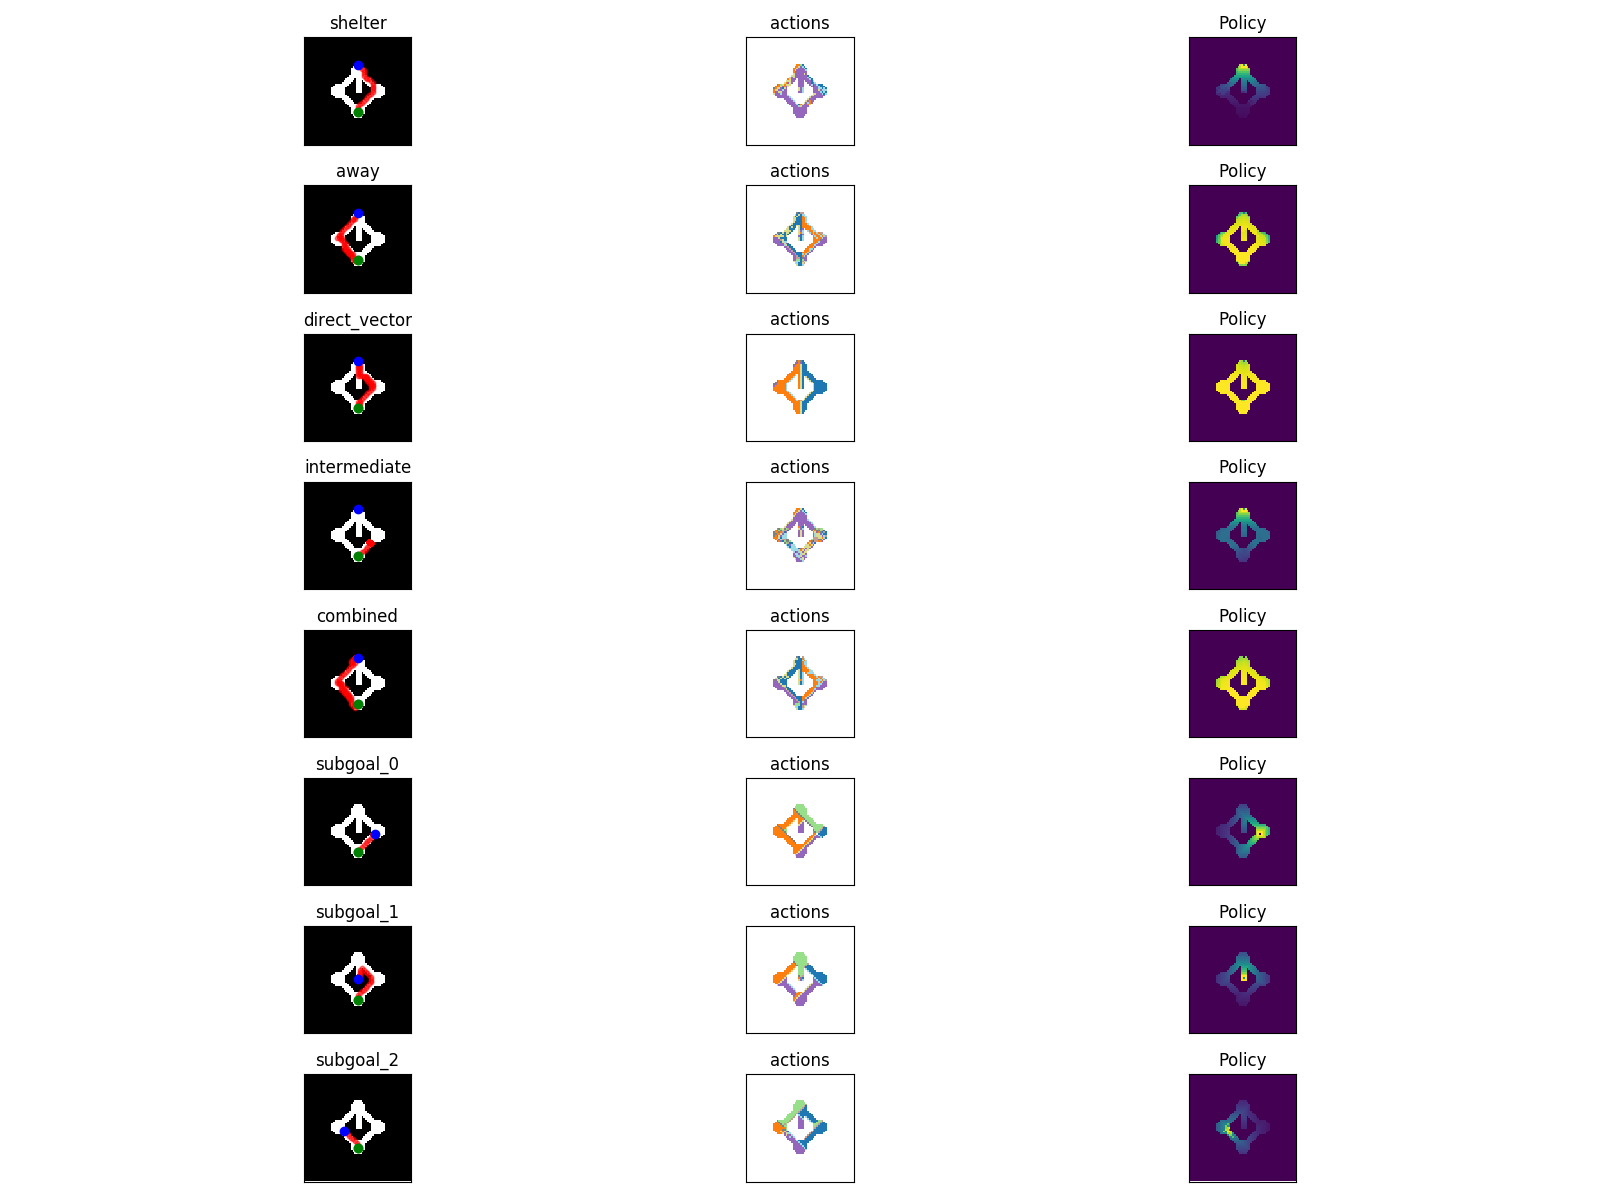 shelter actions Policy
away actions Policy
direct_vector actions Policy
intermediate actions Policy
combined actions Policy
subgoal_0 actions Policy
subgoal_1 actions Policy
subgoal_2 actions Policy